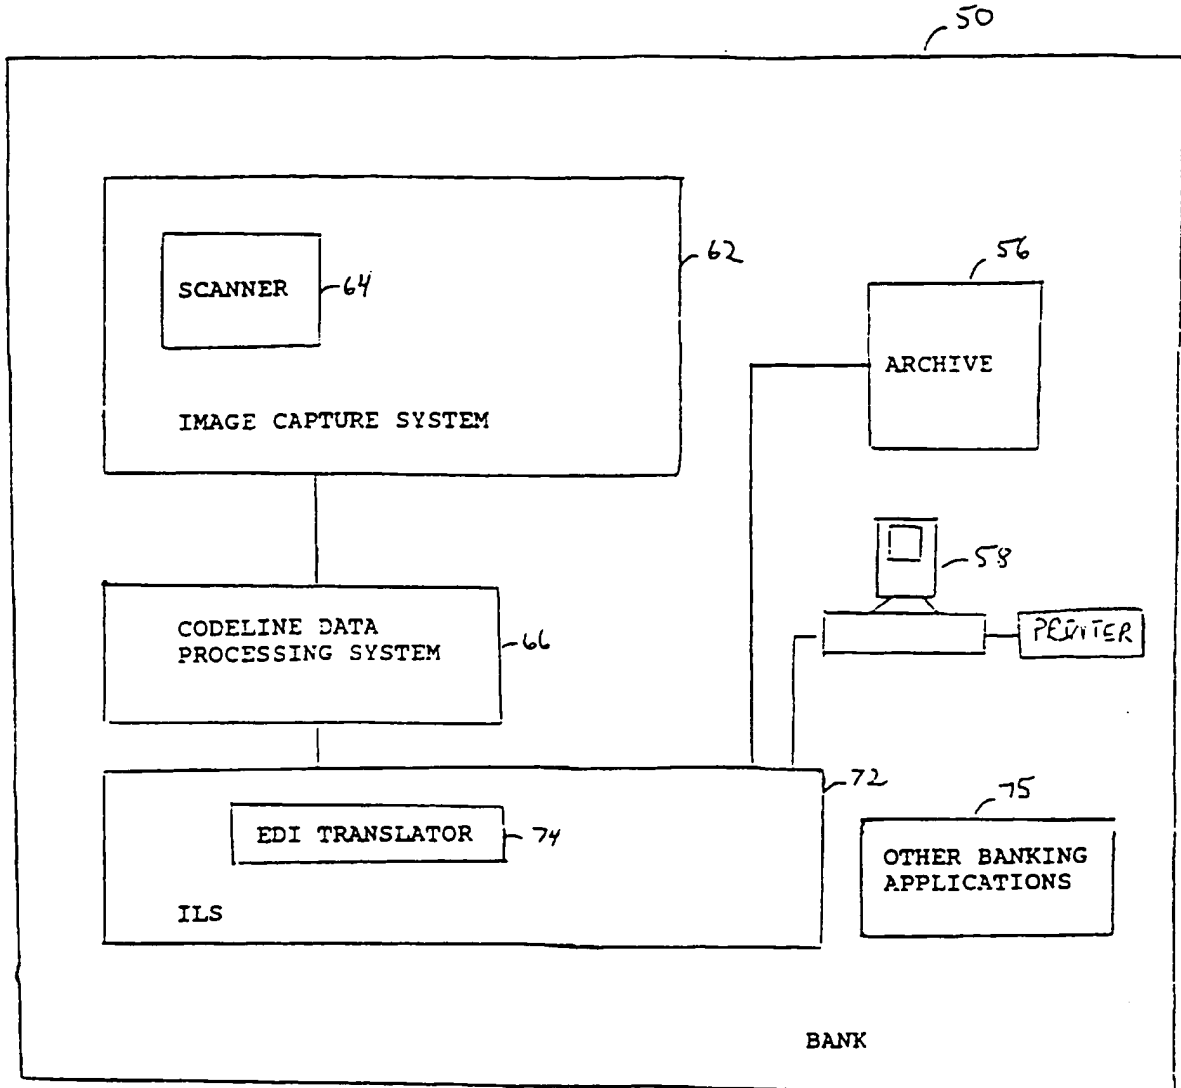 50
SCANNER
64
62
56
ARCHIVE
IMAGE CAPTURE SYSTEM
58
PRINTER
CODELINE DATA
PROCESSING SYSTEM
66
72
75
EDI TRANSLATOR
74
OTHER BANKING
APPLICATIONS
ILS
BANK